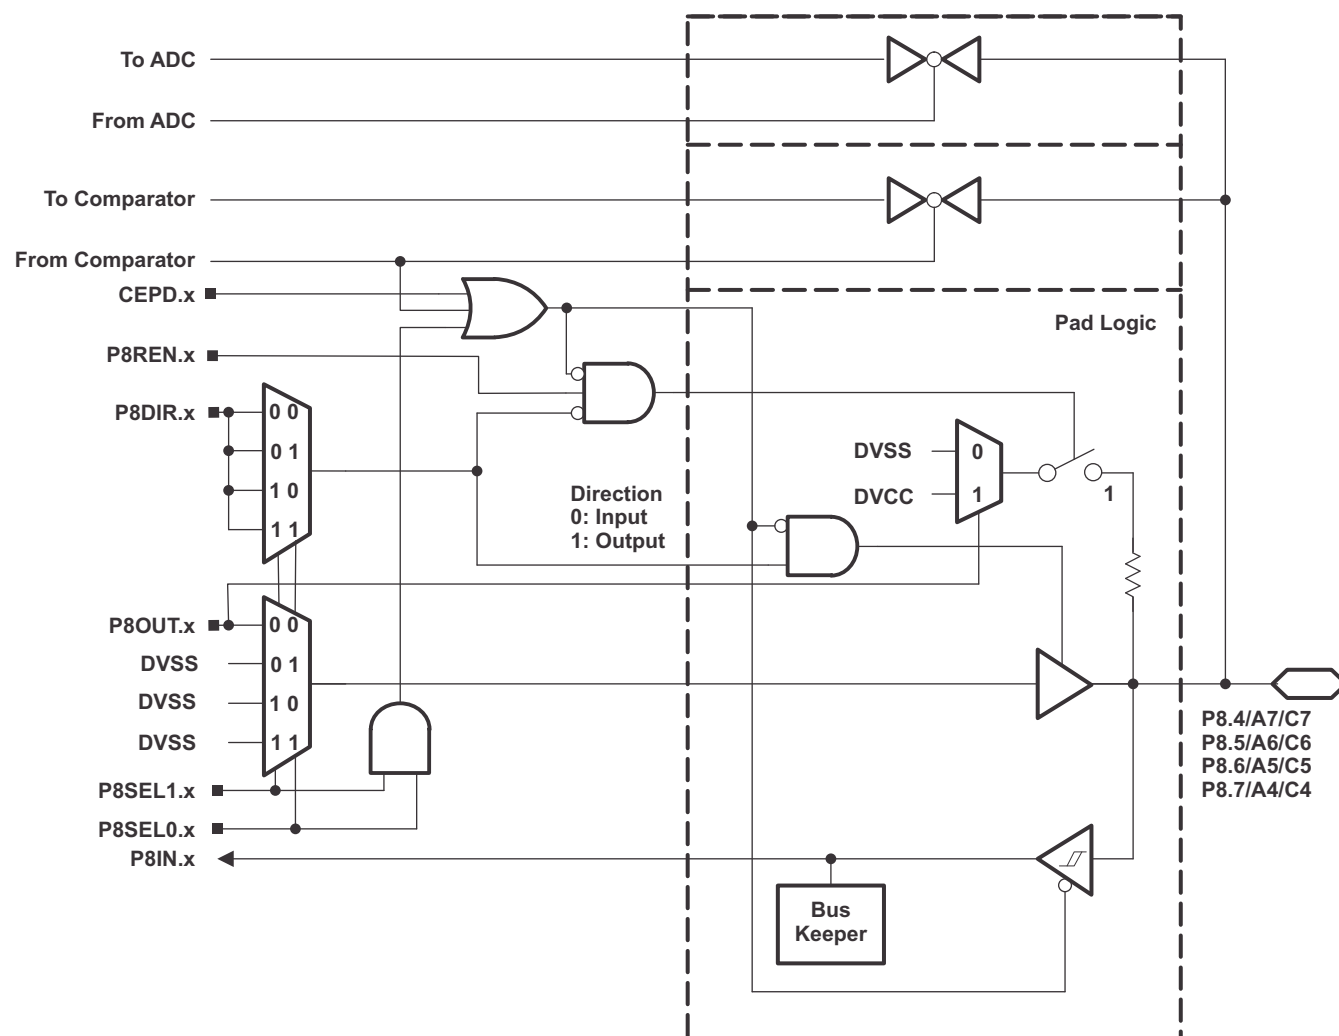 To ADC
From ADC
To Comparator
From Comparator
CEPD.x
Pad Logic
P8REN.x
P8DIR.x
0 0
0 1
1 0
1 1
Direction
0: Input
1: Output
DVSS
0
DVCC
1
1
P8OUT.x
0 0
DVSS
0 1
DVSS
1 0
DVSS
1 1
P8SEL1.x
P8SEL0.x
P8IN.x
P8.4/A7/C7
P8.5/A6/C6
P8.6/A5/C5
P8.7/A4/C4
Bus
Keeper